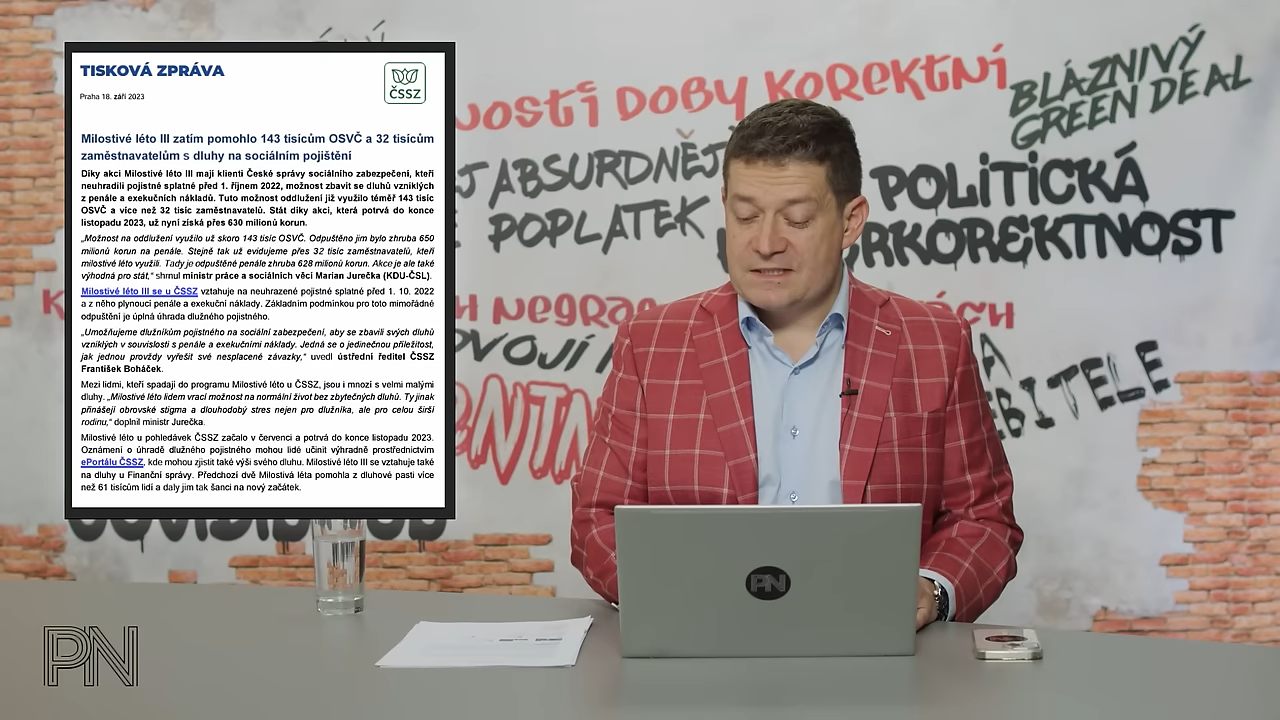 TISKOVÁ ZPRÁVA
ČSSZ
Praha 18. září 2023
Milostivé léto III zatím pomohlo 143 tisícům OSVČ a 32 tisícům
zaměstnavatelům s dluhy na sociálním pojištění
Díky akci Milostivé léto III mají klienti České správy sociálního zabezpečení, kteří
neuhradili pojistné splatné před 1. říjnem 2022, možnost zbavit se dluhů vzniklých
z penále a exekučních nákladů. Tuto možnost oddlužení již využilo téměř 143 tisíc
OSVČ a více než 32 tisíc zaměstnavatelů. Stát díky akci, která potrvá do konce
listopadu 2023, už nyní získá přes 630 milionů korun.
„Možnost na oddlužení využilo už skoro 143 tisíc OSVČ. Odpuštěno jim bylo zhruba 650
milionů korun na penále. Stejně tak už evidujeme přes 32 tisíc zaměstnavatelů, kteří
milostivé léto využili. Tady je odpuštěné penále zhruba 628 milionů korun. Akce je ale také
výhodná pro stát,“ shrnul ministr práce a sociálních věcí Marian Jurečka (KDU-ČSL).
Milostivé léto III se u ČSSZ vztahuje na neuhrazené pojistné splatné před 1. 10. 2022
a z něho plynoucí penále a exekuční náklady. Základním podmínkou pro toto mimořádné
odpuštění je úplná úhrada dlužného pojistného.
„Umožňujeme dlužníkům pojistného na sociální zabezpečení, aby se zbavili svých dluhů
vzniklých v souvislosti s penále a exekučními náklady. Jedná se o jedinečnou příležitost,
jak jednou provždy vyřešit své nesplacené závazky,“ uvedl ústřední ředitel ČSSZ
František Boháček.
Mezi lidmi, kteří spadají do programu Milostivé léto u ČSSZ, jsou i mnozí s velmi malými
dluhy. „Milostivé léto lidem vrací možnost na normální život bez zbytečných dluhů. Ty jinak
přinášejí obrovské stigma a dlouhodobý stres nejen pro dlužníka, ale pro celou širší
rodinu,“ doplnil ministr Jurečka.
Milostivé léto u pohledávek ČSSZ začalo v červenci a potrvá do konce listopadu 2023.
Oznámení o úhradě dlužného pojistného mohou lidé učinit výhradně prostřednictvím
ePortálu ČSSZ, kde mohou zjistit také výši svého dluhu. Milostivé léto III se vztahuje také
na dluhy u Finanční správy. Předchozí dvě Milostivá léta pomohla z dluhové pasti více
než 61 tisícům lidí a daly jim tak šanci na nový začátek.
DOBY KOREKTNÍ
BLÁZNIVÝ
GREEN DEAL
POPLATEK
POLITICKÁ
PN
PN